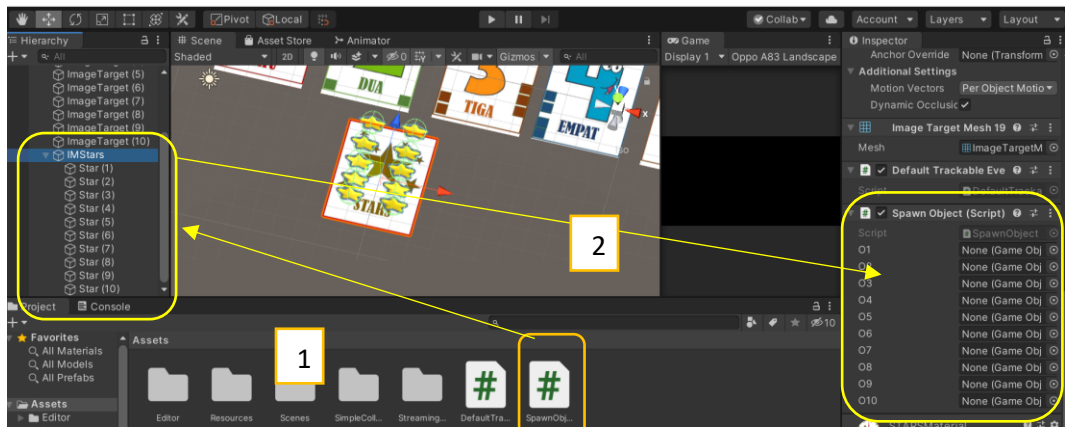 Pivot Local Collab Account Layers Layout
Hierarchy
All
ImageTarget (5)
ImageTarget (6)
ImageTarget (7)
ImageTarget (8)
ImageTarget (9)
ImageTarget (10)
IMStars
Star (1)
Star (2)
Star (3)
Star (4)
Star (5)
Star (6)
Star (7)
Star (8)
Star (9)
Star (10)
Scene Asset Store Animator
Shaded 2D 0 Gizmos All
DUA
TIGA
EMPAT
STARS
2
Game
Display 1 Oppo A83 Landscape
Inspector
Anchor Override None (Transform
Additional Settings
Motion Vectors Per Object Motio
Dynamic Occlusic
Image Target Mesh 19
Mesh ImageTargetM
Default Trackable Eve
Script DefaultTracka
Spawn Object (Script)
Script SpawnObject
O1 None (Game Obj
O2 None (Game Obj
O3 None (Game Obj
O4 None (Game Obj
O5 None (Game Obj
O6 None (Game Obj
O7 None (Game Obj
O8 None (Game Obj
O9 None (Game Obj
O10 None (Game Obj
STARSMaterial
Project Console
10
Favorites
All Materials
All Models
All Prefabs
Assets
Editor
Assets
1
Editor Resources Scenes SimpleColl... Streaming... DefaultTra... SpawnObj...